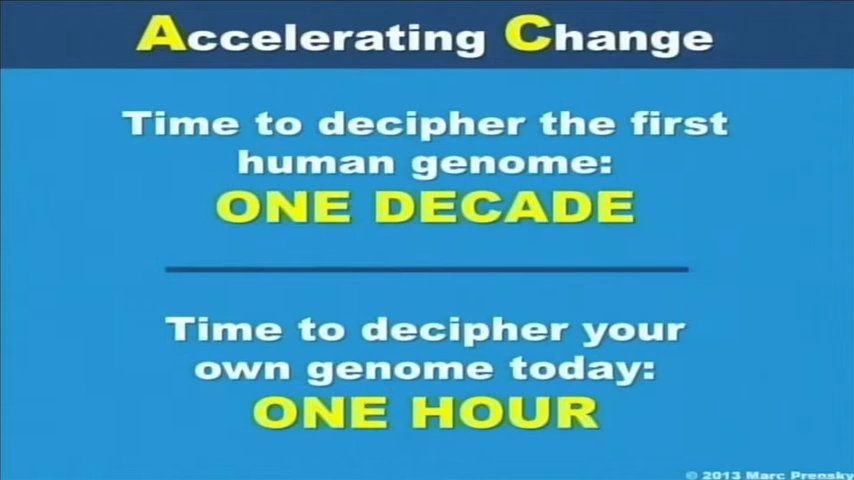 Accelerating Change
Time to decipher the first
human genome:
ONE DECADE
Time to decipher your
own genome today:
ONE HOUR
© 2013 Marc Prensky